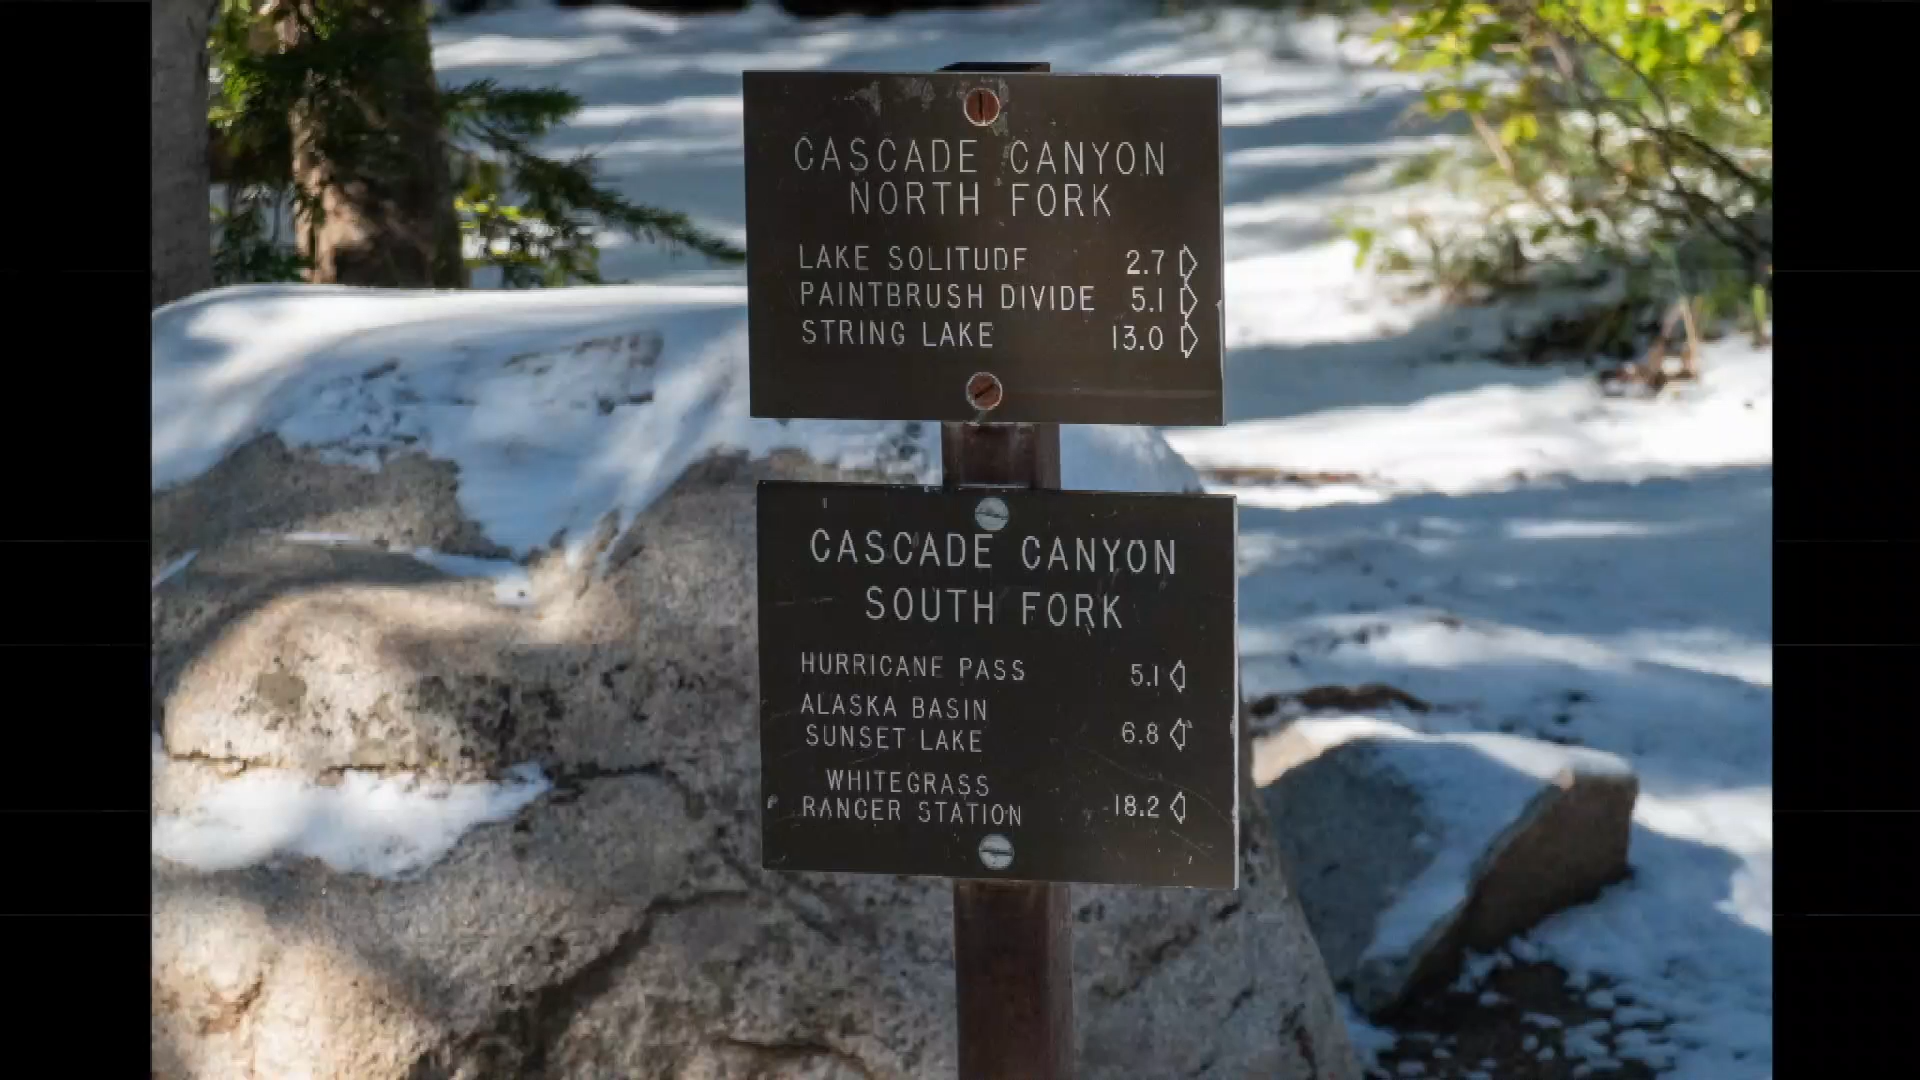 CASCADE CANYON
NORTH FORK
LAKE SOLITUDE 2.7
PAINTBRUSH DIVIDE 5.1
STRING LAKE 13.0
CASCADE CANYON
SOUTH FORK
HURRICANE PASS 5.1
ALASKA BASIN
SUNSET LAKE 6.8
WHITEGRASS
RANGER STATION 18.2